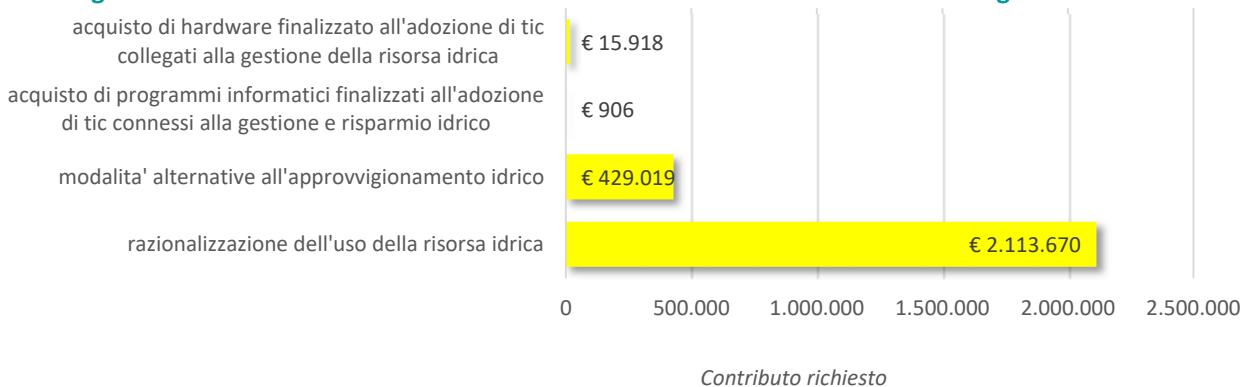 acquisto di hardware finalizzato all'adozione di tic
collegati alla gestione della risorsa idrica
€ 15.918
acquisto di programmi informatici finalizzati all'adozione
di tic connessi alla gestione e risparmio idrico
€ 906
modalita' alternative all'approvvigionamento idrico
€ 429.019
razionalizzazione dell'uso della risorsa idrica
€ 2.113.670
0 500.000 1.000.000 1.500.000 2.000.000 2.500.000
Contributo richiesto